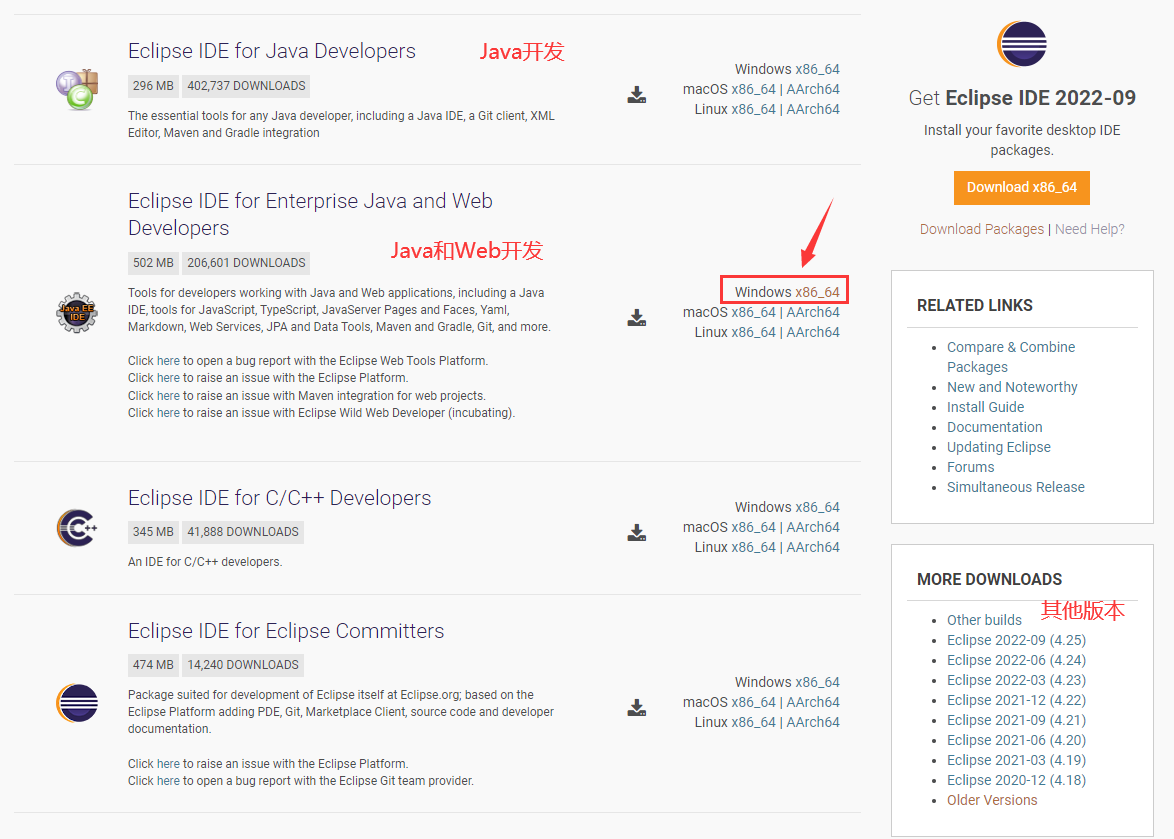 Eclipse IDE for Java Developers
Java开发
296 MB 402,737 DOWNLOADS
The essential tools for any Java developer, including a Java IDE, a Git client, XML
Editor, Maven and Gradle integration
Windows x86_64
macOS x86_64 | AArch64
Linux x86_64 | AArch64
Eclipse IDE for Enterprise Java and Web
Developers
Java和Web开发
502 MB 206,601 DOWNLOADS
Java EE
IDE
Tools for developers working with Java and Web applications, including a Java
IDE, tools for JavaScript, TypeScript, JavaServer Pages and Faces, Yaml,
Markdown, Web Services, JPA and Data Tools, Maven and Gradle, Git, and more.
Click here to open a bug report with the Eclipse Web Tools Platform.
Click here to raise an issue with the Eclipse Platform.
Click here to raise an issue with Maven integration for web projects.
Click here to raise an issue with Eclipse Wild Web Developer (incubating).
Windows x86_64
macOS x86_64 | AArch64
Linux x86_64 | AArch64
Eclipse IDE for C/C++ Developers
C++
345 MB 41,888 DOWNLOADS
An IDE for C/C++ developers.
Windows x86_64
macOS x86_64 | AArch64
Linux x86_64 | AArch64
Eclipse IDE for Eclipse Committers
474 MB 14,240 DOWNLOADS
Package suited for development of Eclipse itself at Eclipse.org; based on the
Eclipse Platform adding PDE, Git, Marketplace Client, source code and developer
documentation.
Click here to raise an issue with the Eclipse Platform.
Click here to open a bug report with the Eclipse Git team provider.
Windows x86_64
macOS x86_64 | AArch64
Linux x86_64 | AArch64
Get Eclipse IDE 2022-09
Install your favorite desktop IDE
packages.
Download x86_64
Download Packages | Need Help?
RELATED LINKS
Compare & Combine
Packages
New and Noteworthy
Install Guide
Documentation
Updating Eclipse
Forums
Simultaneous Release
MORE DOWNLOADS
其他版本
Other builds
Eclipse 2022-09 (4.25)
Eclipse 2022-06 (4.24)
Eclipse 2022-03 (4.23)
Eclipse 2021-12 (4.22)
Eclipse 2021-09 (4.21)
Eclipse 2021-06 (4.20)
Eclipse 2021-03 (4.19)
Eclipse 2020-12 (4.18)
Older Versions